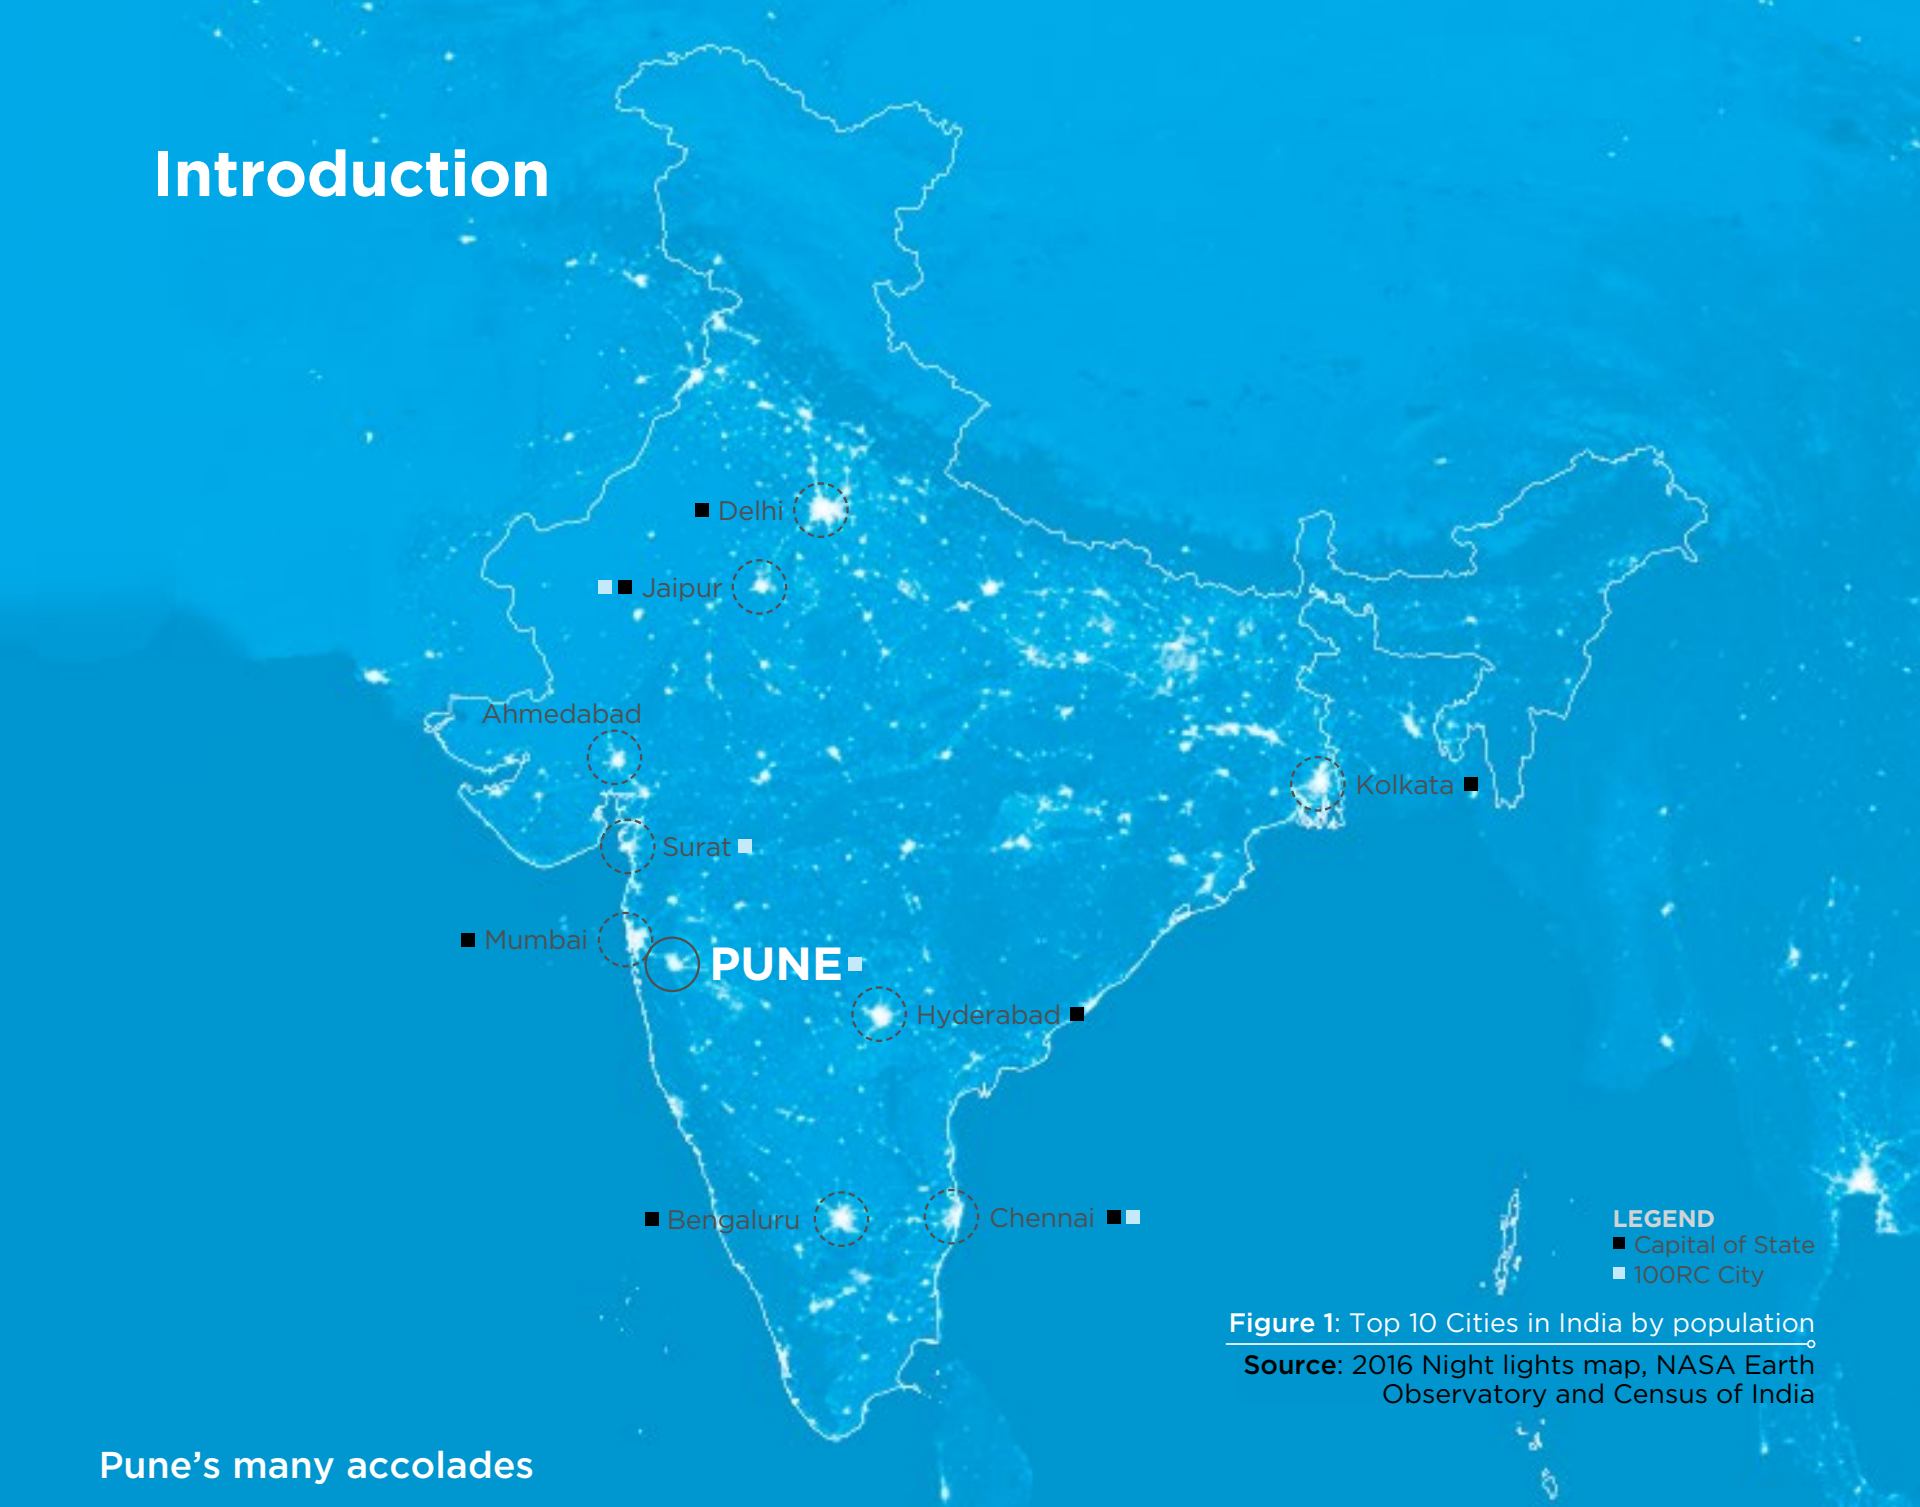 Introduction
Delhi
Jaipur
Ahmedabad
Kolkata
Surat
Mumbai
PUNE
Hyderabad
Bengaluru
Chennai
LEGEND
Capital of State
100RC City
Figure 1: Top 10 Cities in India by population
Source: 2016 Night lights map, NASA Earth
Observatory and Census of India
Pune’s many accolades